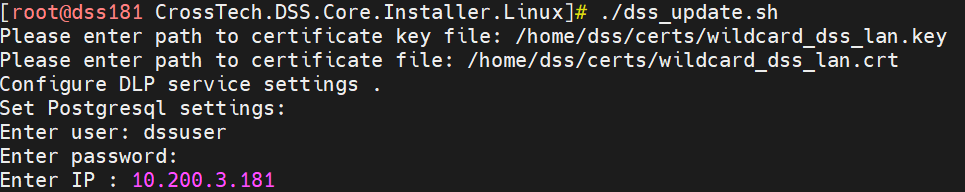 [root@dss181 CrossTech.DSS.Core.Installer.Linux]# ./dss_update.sh
Please enter path to certificate key file: /home/dss/certs/wildcard_dss_lan.key
Please enter path to certificate file: /home/dss/certs/wildcard_dss_lan.crt
Configure DLP service settings .
Set Postgresql settings:
Enter user: dssuser
Enter password:
Enter IP : 10.200.3.181